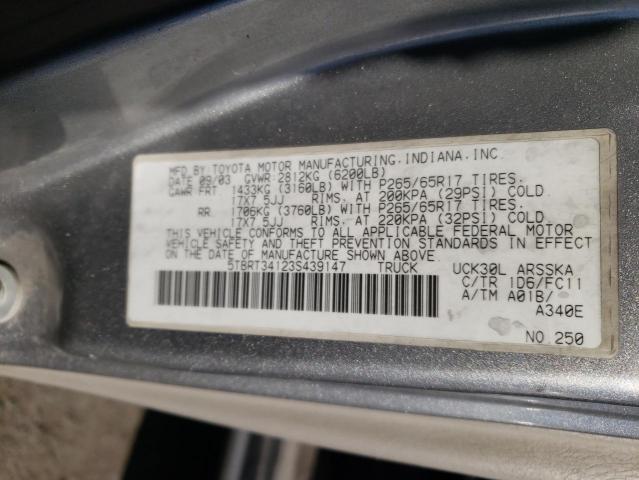 MFD.BY TOYOTA MOTOR MANUFACTURING,INDIANA,INC.
DATE 09/03 GVWR 2812KG (6200LB)
GAWR FRT 1433KG (3160LB) WITH P265/65R17 TIRES.
17X7.5JJ RIMS. AT 200KPA (29PSI) COLD.
RR 1706KG (3760LB) WITH P265/65R17 TIRES.
17X7.5JJ RIMS. AT 220KPA (32PSI) COLD.
THIS VEHICLE CONFORMS TO ALL APPLICABLE FEDERAL MOTOR
VEHICLE SAFETY AND THEFT PREVENTION STANDARDS IN EFFECT
ON THE DATE OF MANUFACTURE SHOWN ABOVE.
5TBRT34123S439147 TRUCK UCK30L ARSSKA
C/TR 1D6/FC11
A/TM A01B/
A340E
NO.250